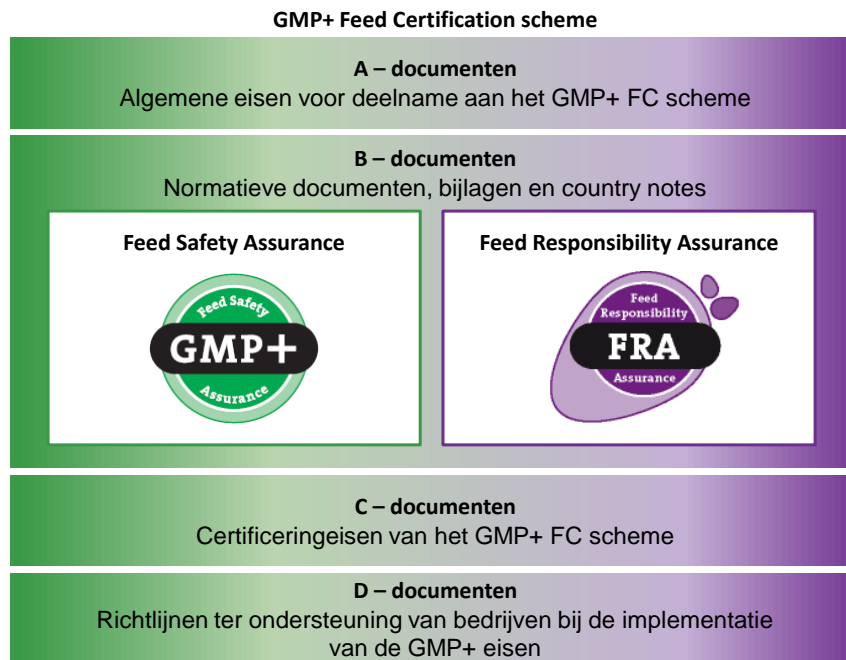 GMP+ Feed Certification scheme
A – documenten
Algemene eisen voor deelname aan het GMP+ FC scheme
B – documenten
Normatieve documenten, bijlagen en country notes
Feed Safety Assurance
Feed Safety
GMP+
Assurance
Feed Responsibility Assurance
Feed
Responsibility
FRA
Assurance
C – documenten
Certificeringeisen van het GMP+ FC scheme
D – documenten
Richtlijnen ter ondersteuning van bedrijven bij de implementatie
van de GMP+ eisen